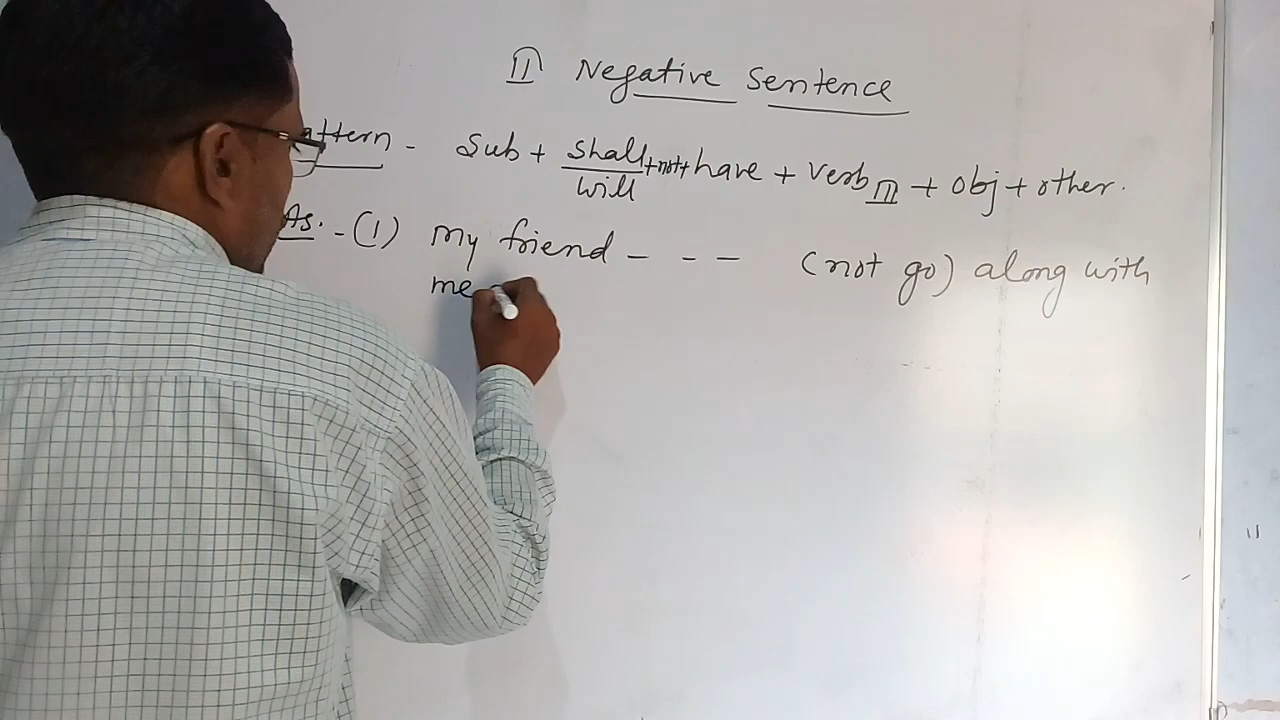 II Negative Sentence
attern - Sub + shall/will + not + have + verb III + obj + other.
As. - (1) My friend - - - (not go) along with
me